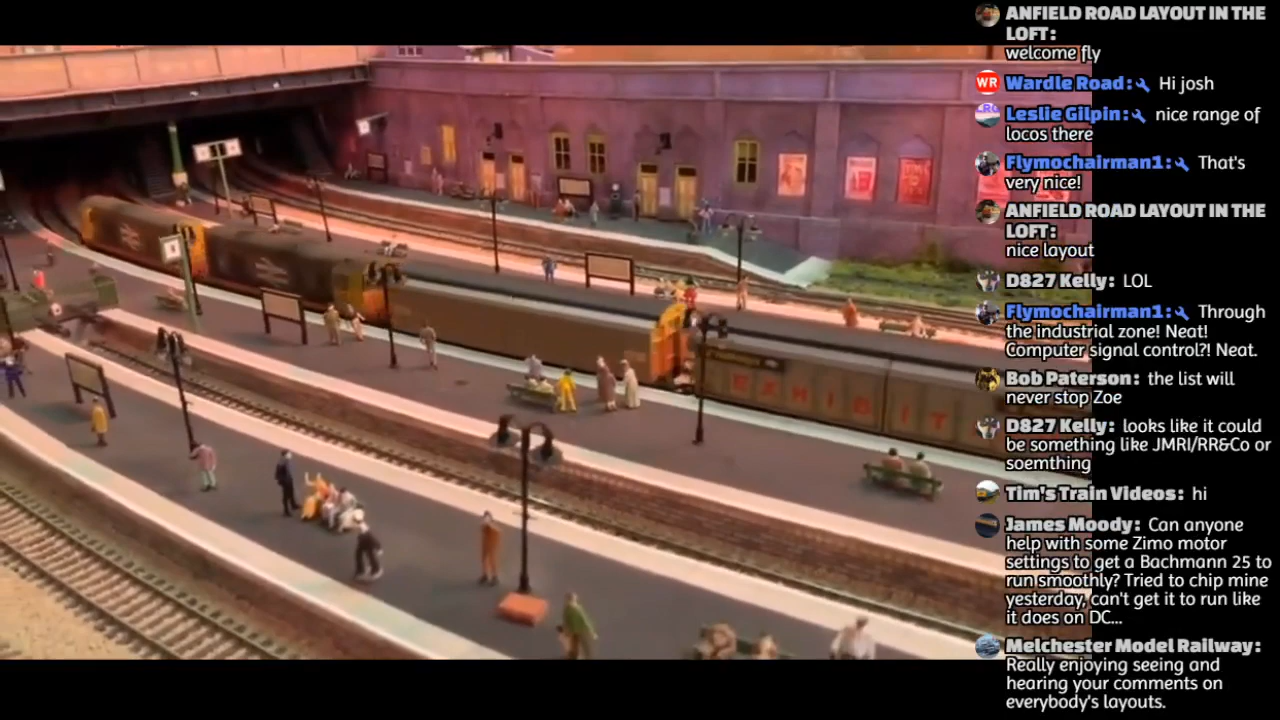 ANFIELD ROAD LAYOUT IN THE
LOFT:
welcome fly
WR
Wardle Road: Hi josh
Leslie Gilpin: nice range of
locos there
Flymochairman1: That's
very nice!
ANFIELD ROAD LAYOUT IN THE
LOFT:
nice layout
D827 Kelly: LOL
Flymochairman1: Through
the industrial zone! Neat!
Computer signal control?! Neat.
Bob Paterson: the list will
never stop Zoe
D827 Kelly: looks like it could
be something like JMRI/RR&Co or
soemthing
Tim's Train Videos: hi
James Moody: Can anyone
help with some Zimo motor
settings to get a Bachmann 25 to
run smoothly? Tried to chip mine
yesterday, can't get it to run like
it does on DC...
Melchester Model Railway:
Really enjoying seeing and
hearing your comments on
everybody's layouts.
EXHIBIT